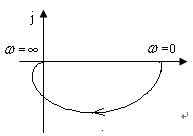 j
ω = ∞
ω = 0
↵